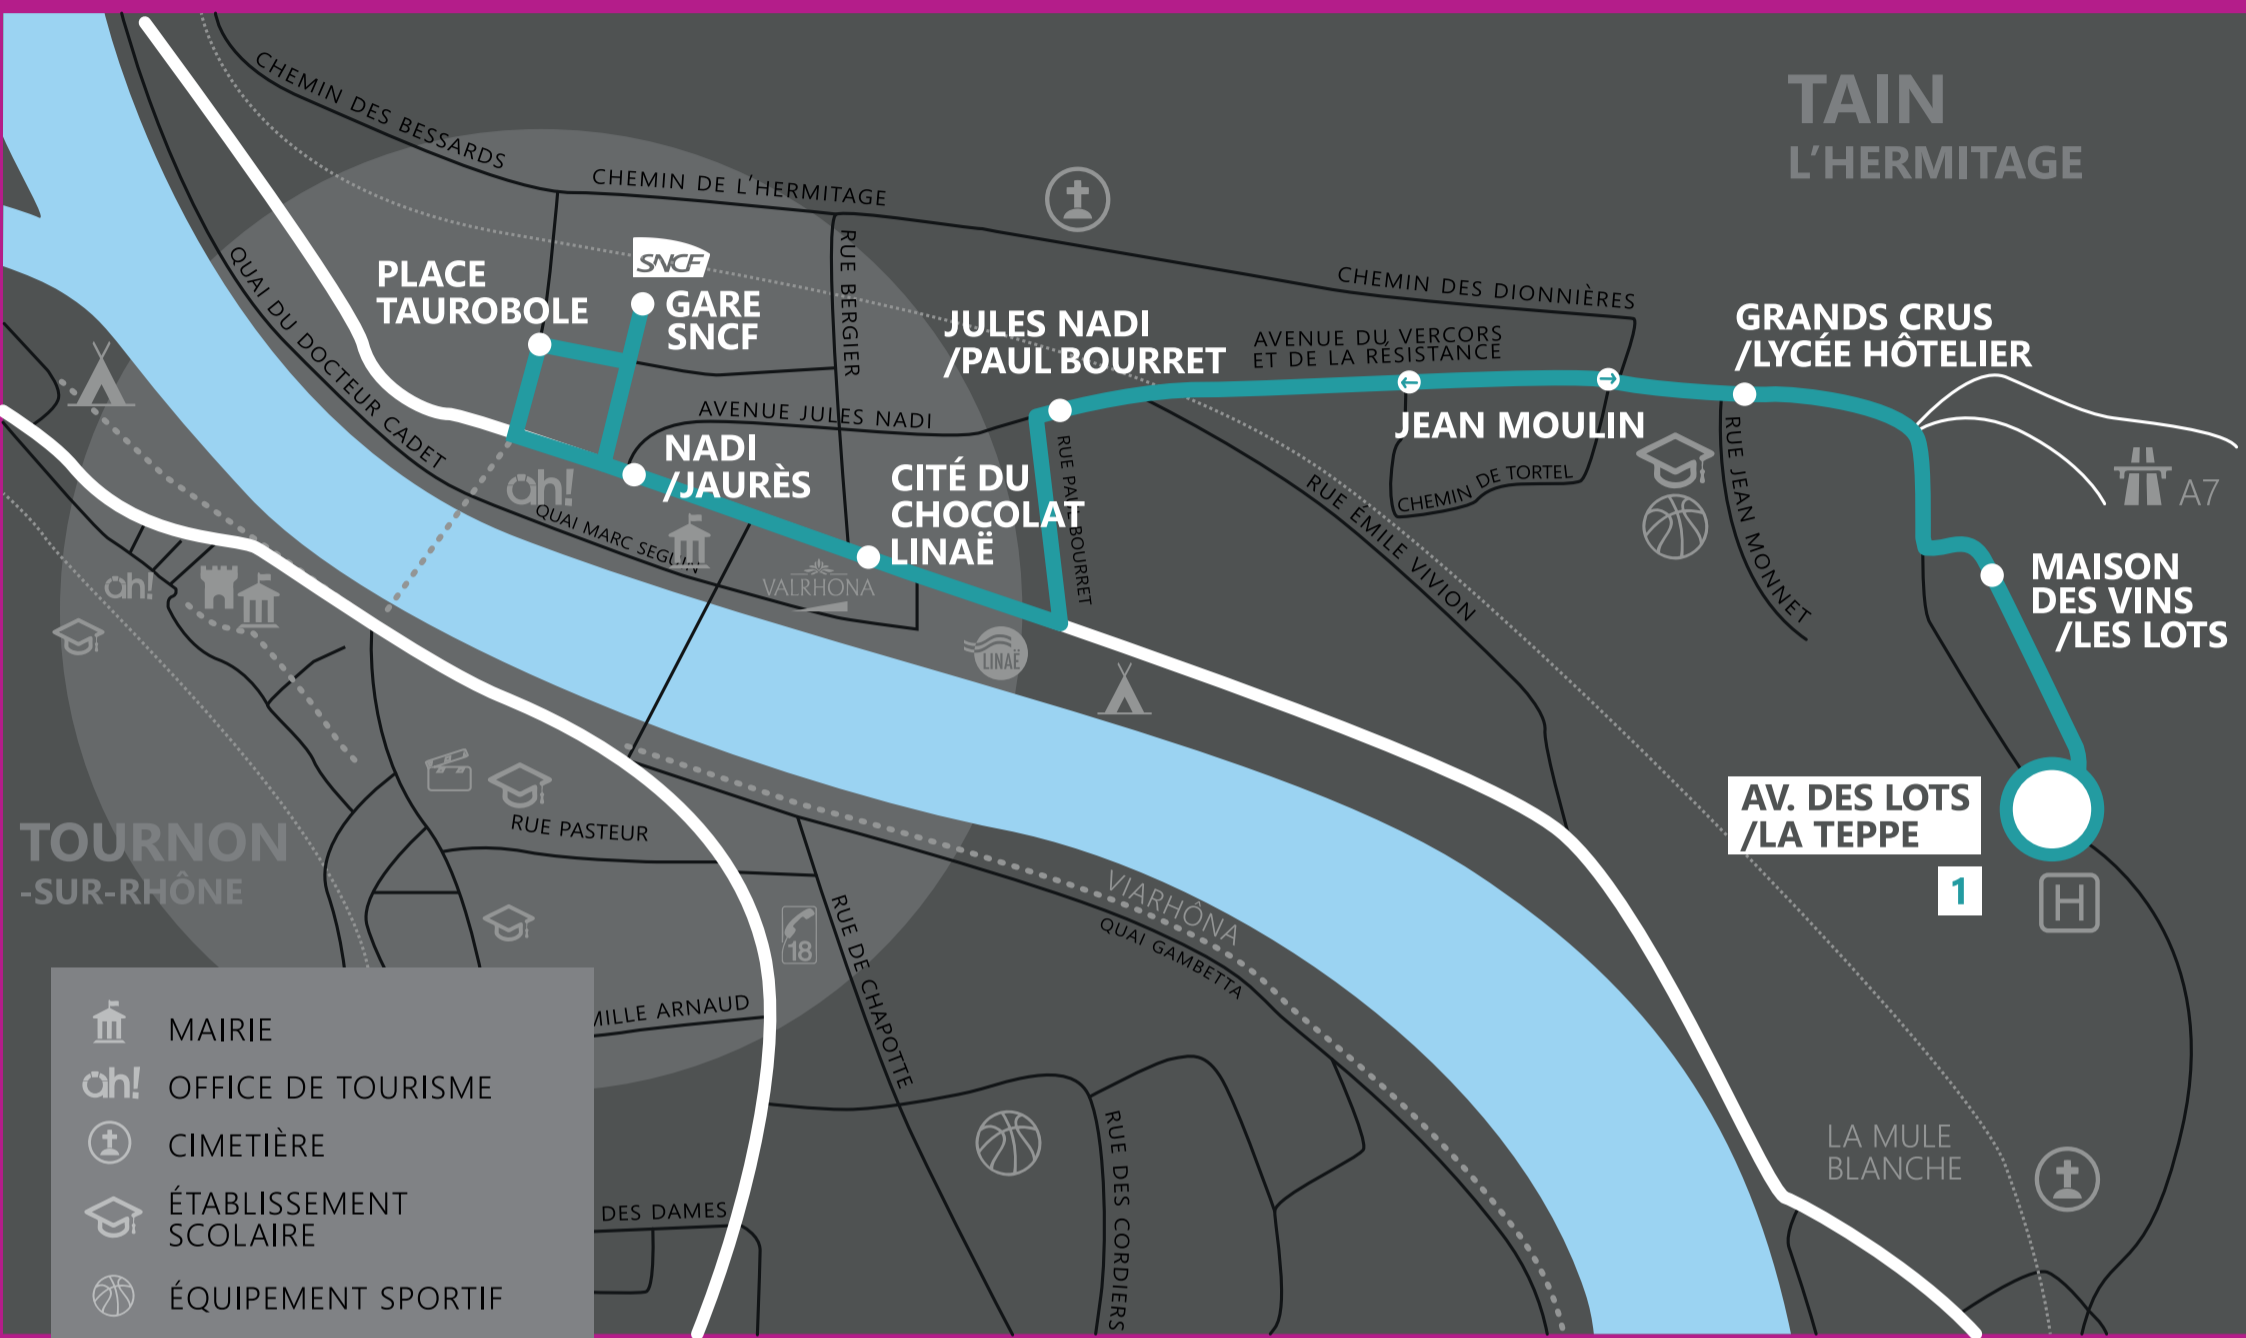 TAIN
L'HERMITAGE
CHEMIN DES BESSARDS
CHEMIN DE L'HERMITAGE
SNCF
PLACE
TAUROBOLE
GARE
SNCF
RUE BERGIER
QUAI DU DOCTEUR CADET
JULES NADI
/PAUL BOURRET
CHEMIN DES DIONNIÈRES
AVENUE DU VERCORS
ET DE LA RÉSISTANCE
GRANDS CRUS
/LYCÉE HÔTELIER
JEAN MOULIN
AVENUE JULES NADI
NADI
/JAURÈS
CITÉ DU
CHOCOLAT
LINAË
RUE PAUL BOURRET
CHEMIN DE TORTEL
RUE ÉMILE VIVION
RUE JEAN MONNET
A7
ah!
QUAI MARC SEGUIN
VALRHONA
LINAË
MAISON
DES VINS
/LES LOTS
ah!
AV. DES LOTS
/LA TEPPE
1
H
TOURNON
-SUR-RHÔNE
RUE PASTEUR
18
RUE DE CHAPOTTE
VIARHÔNA
QUAI GAMBETTA
MILLE ARNAUD
DES DAMES
RUE DES CORDIERS
LA MULE
BLANCHE
MAIRIE
ah! OFFICE DE TOURISME
CIMETIÈRE
ÉTABLISSEMENT
SCOLAIRE
ÉQUIPEMENT SPORTIF